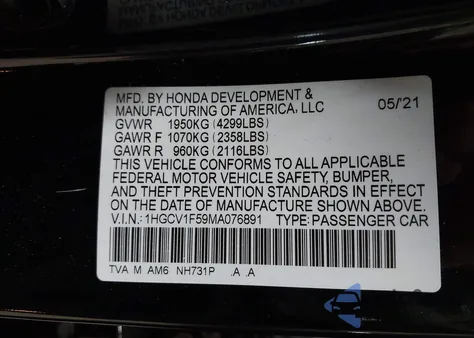 MFD. BY HONDA DEVELOPMENT &
MANUFACTURING OF AMERICA, LLC 05/'21
GVWR 1950KG (4299LBS)
GAWR F 1070KG (2358LBS)
GAWR R 960KG (2116LBS)
THIS VEHICLE CONFORMS TO ALL APPLICABLE
FEDERAL MOTOR VEHICLE SAFETY, BUMPER,
AND THEFT PREVENTION STANDARDS IN EFFECT
ON THE DATE OF MANUFACTURE SHOWN ABOVE.
V.I.N.: 1HGCV1F59MA076891 TYPE:PASSENGER CAR
TVA M AM6 NH731P .A .A